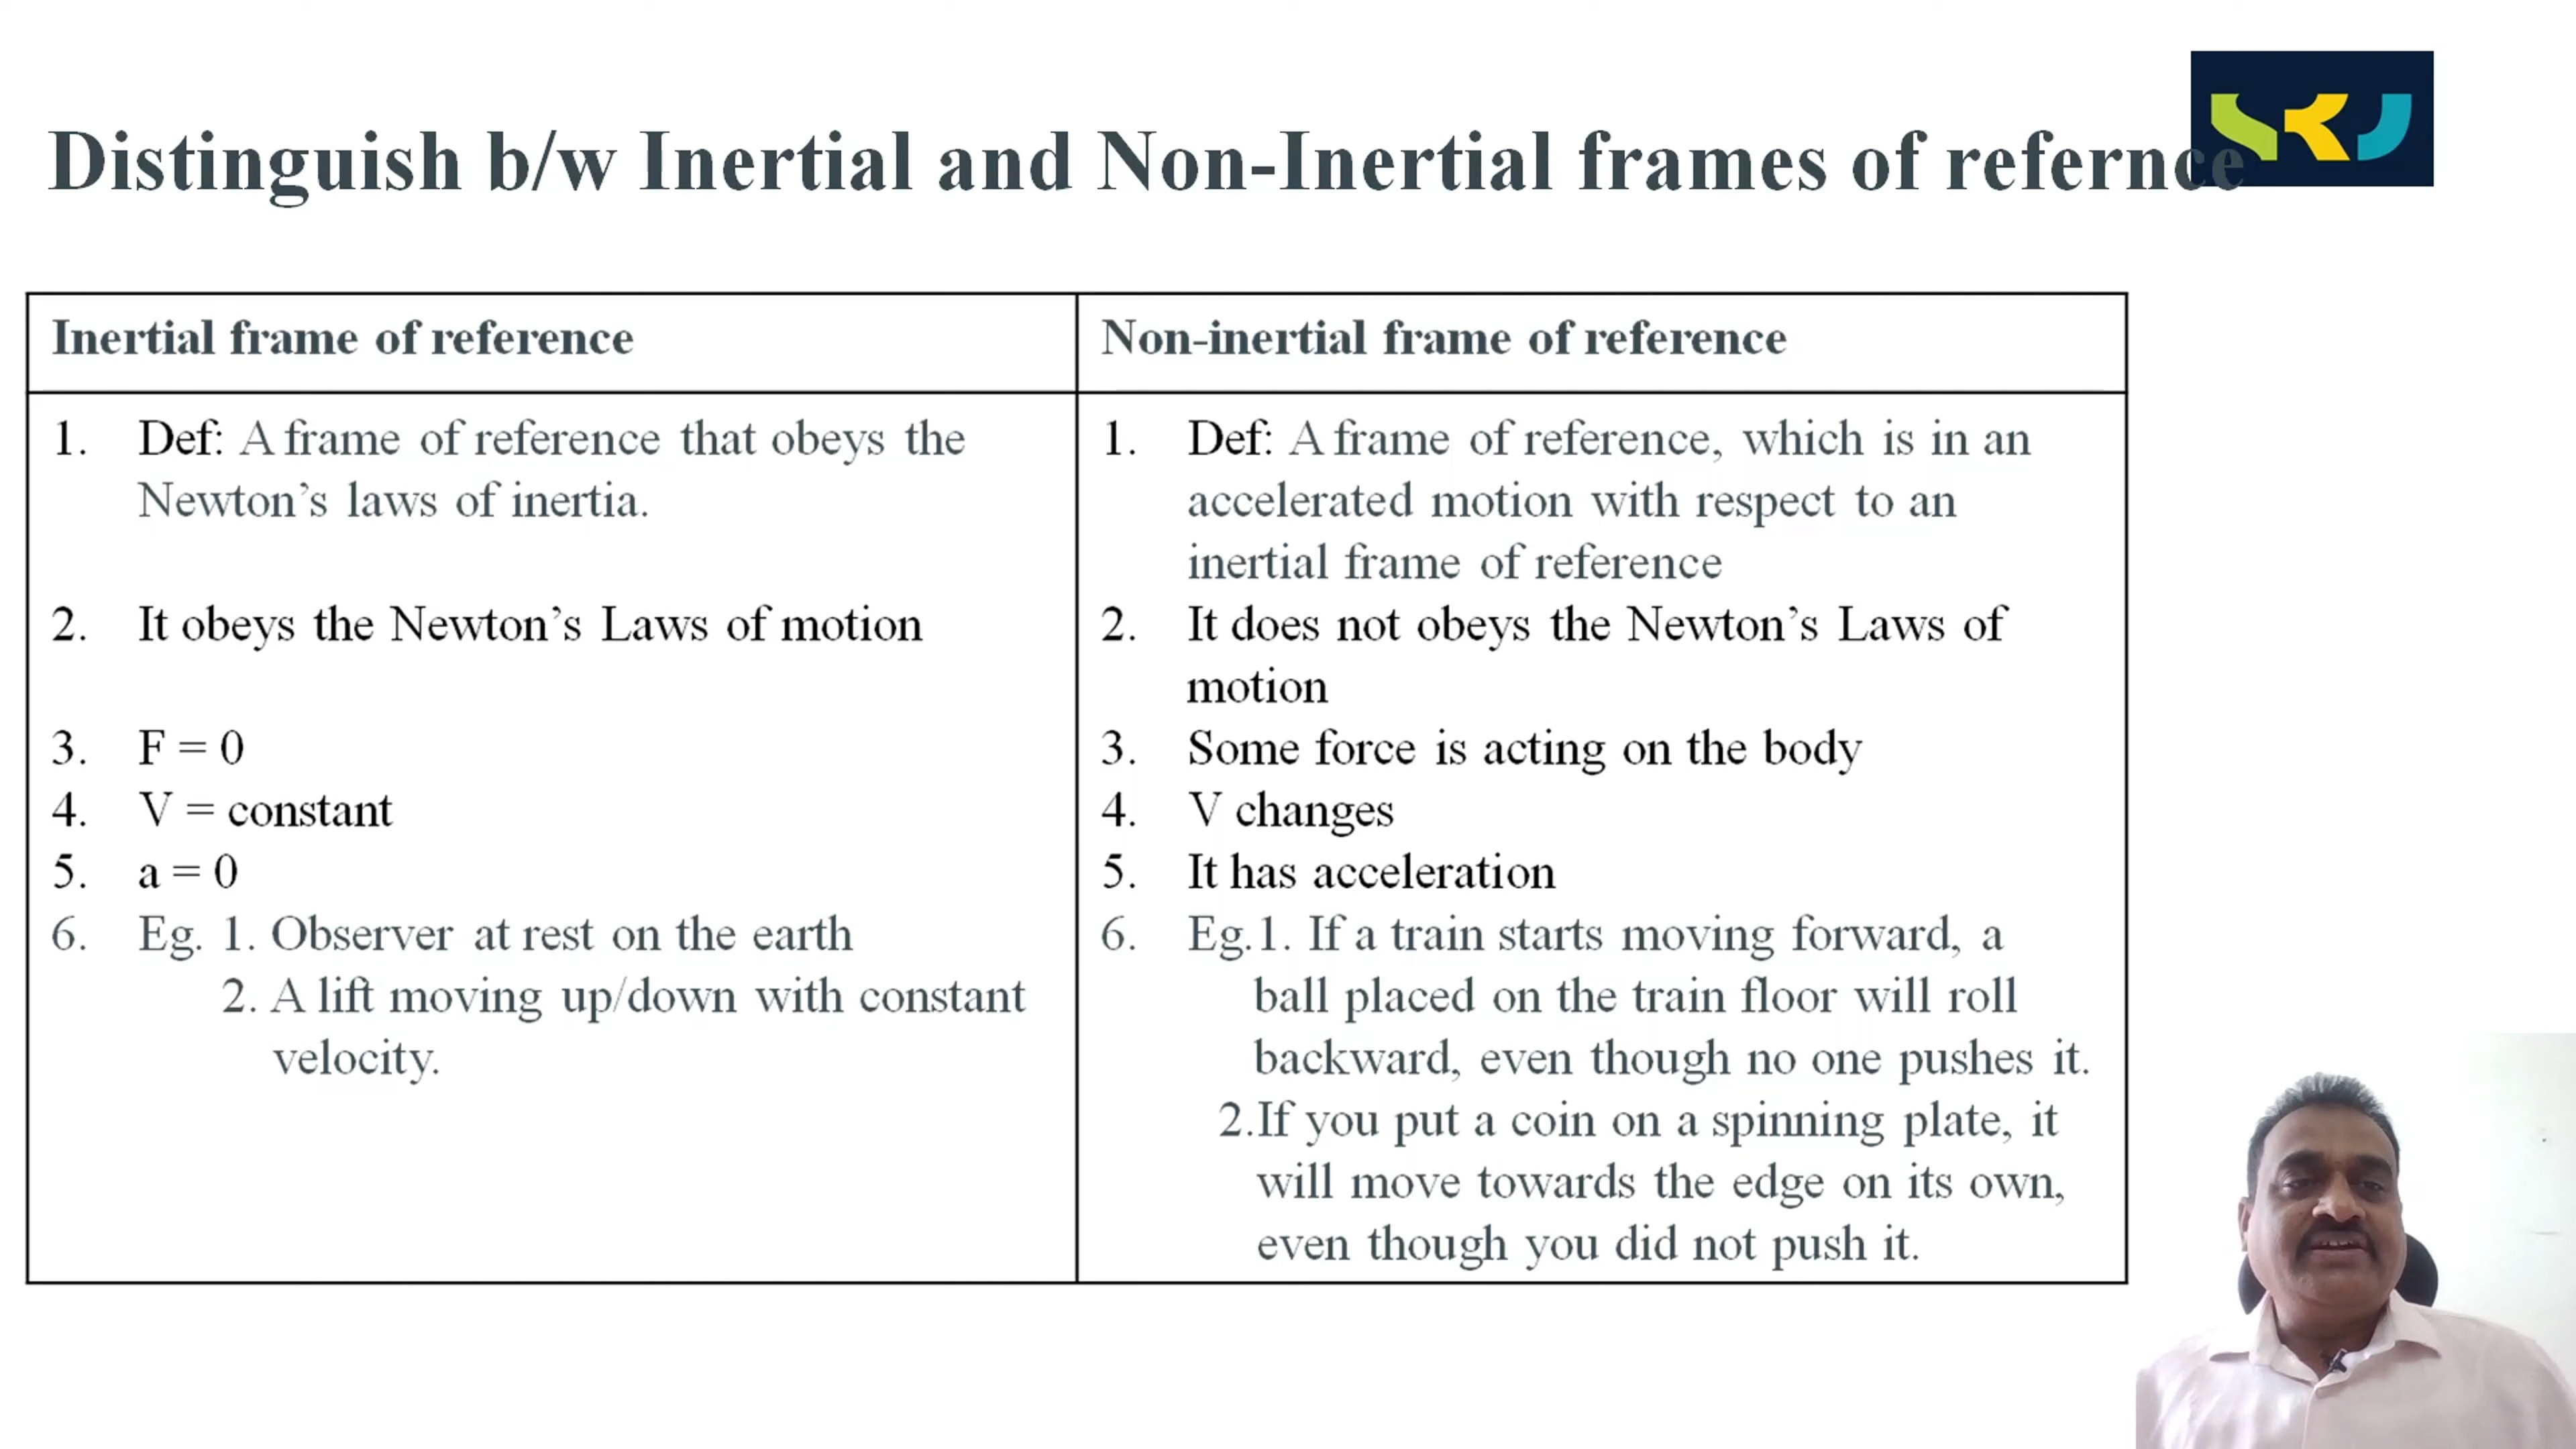 SRJ
Distinguish b/w Inertial and Non-Inertial frames of refernce
Inertial frame of reference
1. Def: A frame of reference that obeys the
Newton’s laws of inertia.
2. It obeys the Newton’s Laws of motion
3. F = 0
4. V = constant
5. a = 0
6. Eg. 1. Observer at rest on the earth
2. A lift moving up/down with constant
velocity.
Non-inertial frame of reference
1. Def: A frame of reference, which is in an
accelerated motion with respect to an
inertial frame of reference
2. It does not obeys the Newton’s Laws of
motion
3. Some force is acting on the body
4. V changes
5. It has acceleration
6. Eg.1. If a train starts moving forward, a
ball placed on the train floor will roll
backward, even though no one pushes it.
2.If you put a coin on a spinning plate, it
will move towards the edge on its own,
even though you did not push it.